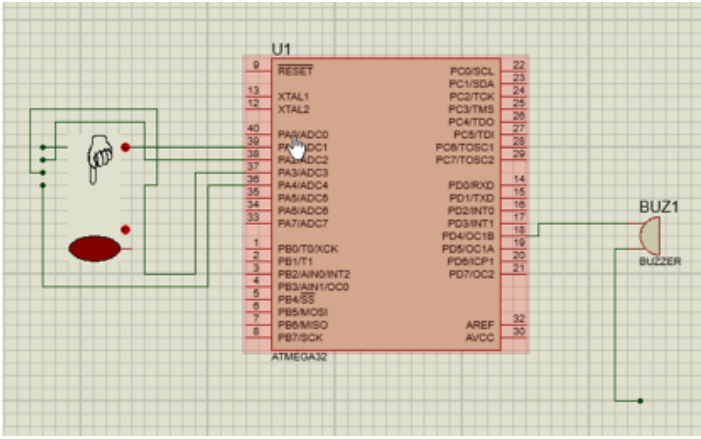 U1
9 RESET PC0/SCL 22
PC1/SDA 23
13 XTAL1 PC2/TCK 24
12 XTAL2 PC3/TMS 25
PC4/TDO 26
40 PA0/ADC0 PC5/TDI 27
39 PA1/ADC1 PC6/TOSC1 28
38 PA2/ADC2 PC7/TOSC2 29
37 PA3/ADC3
36 PA4/ADC4 PD0/RXD 14
35 PA5/ADC5 PD1/TXD 15
34 PA6/ADC6 PD2/INT0 16
33 PA7/ADC7 PD3/INT1 17
PD4/OC1B 18
1 PB0/T0/XCK PD5/OC1A 19
2 PB1/T1 PD6/ICP1 20
3 PB2/AIN0/INT2 PD7/OC2 21
4 PB3/AIN1/OC0
5 PB4/SS
6 PB5/MOSI
7 PB6/MISO AREF 32
8 PB7/SCK AVCC 30
ATMEGA32
BUZ1
BUZZER